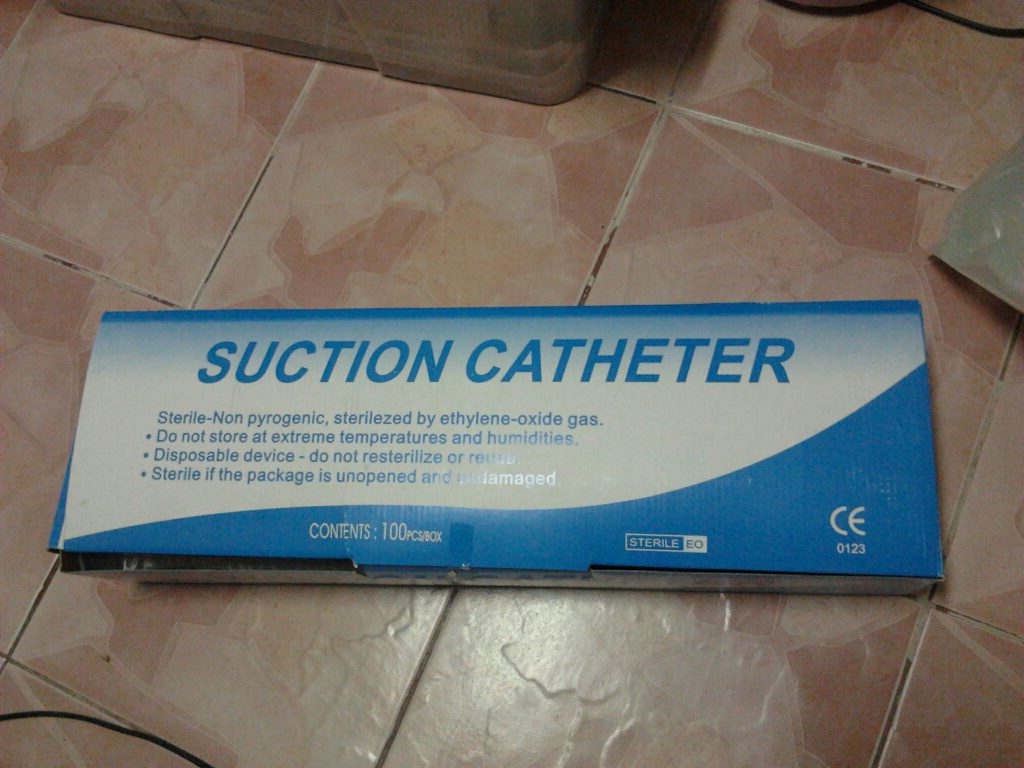 SUCTION CATHETER
Sterile-Non pyrogenic, sterilezed by ethylene-oxide gas.
• Do not store at extreme temperatures and humidities.
• Disposable device - do not resterilize or reuse.
• Sterile if the package is unopened and undamaged.
CONTENTS : 100PCS/BOX
STERILE EO
CE
0123